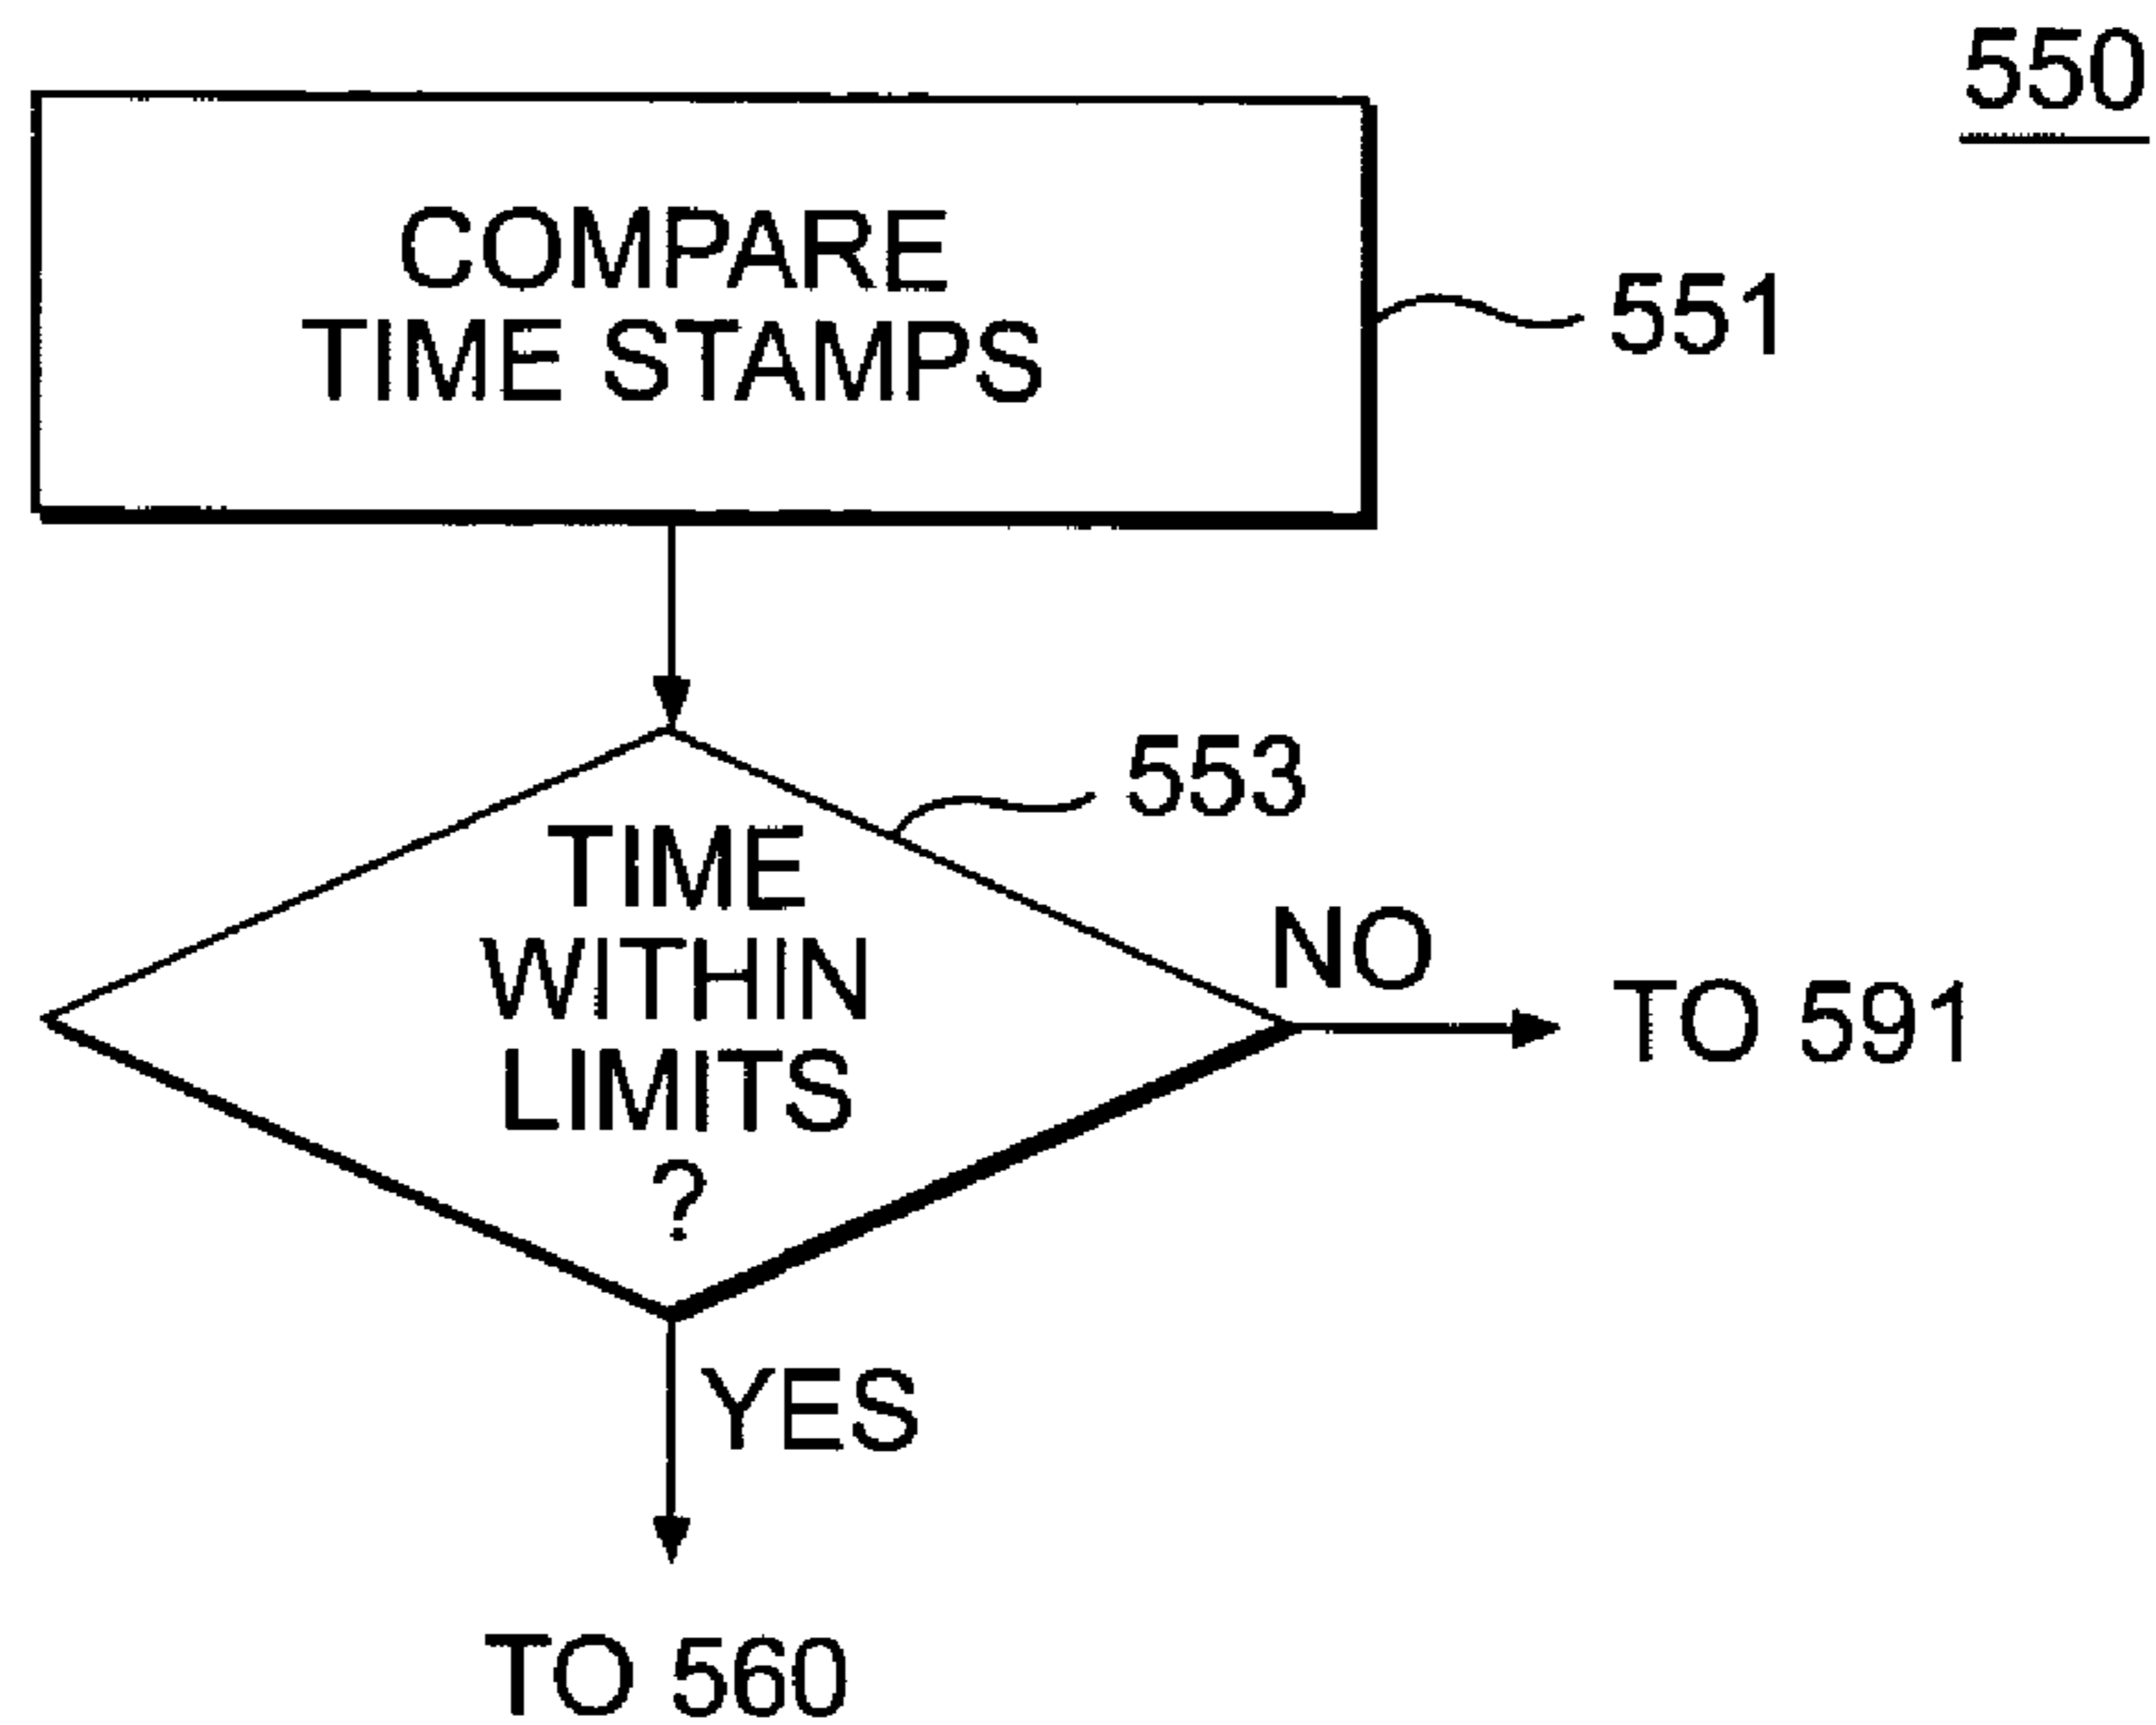 550
COMPARE
TIME STAMPS
551
553
TIME
WITHIN
LIMITS
?
NO
TO 591
YES
TO 560